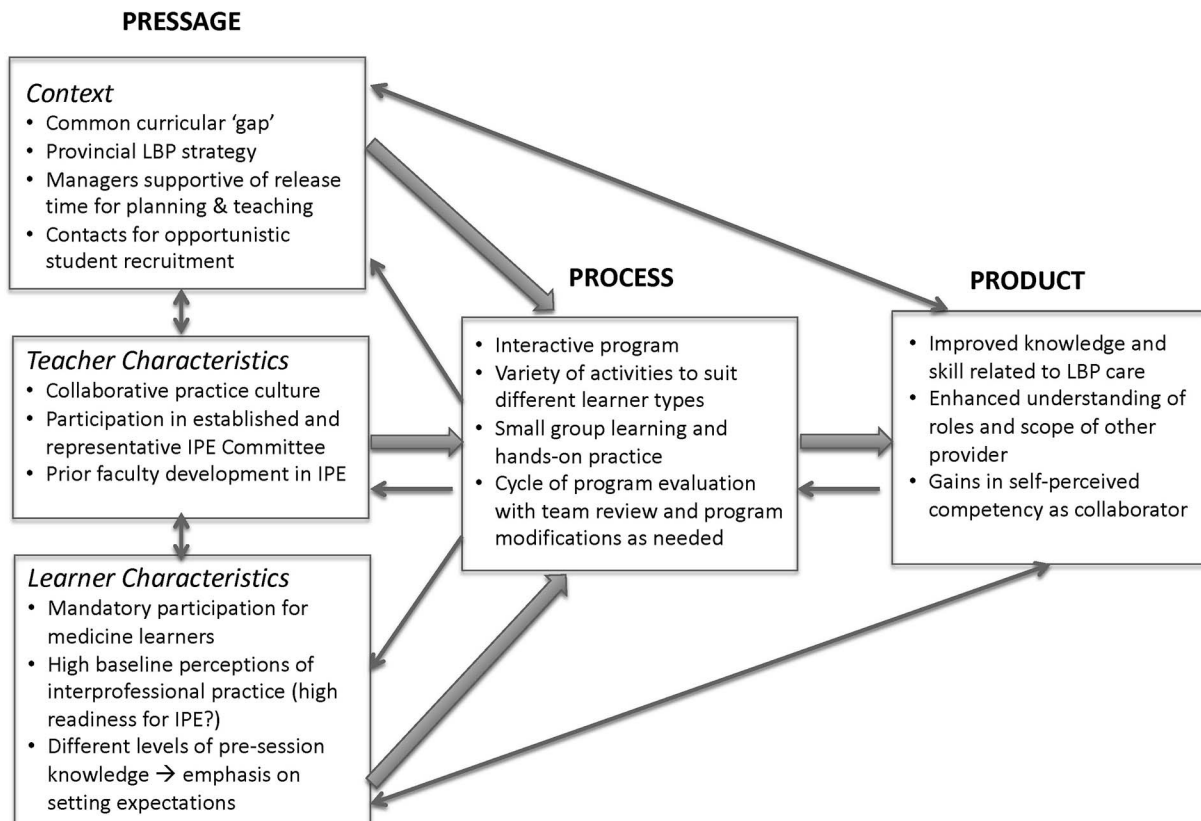 PRESSAGE
Context
• Common curricular ‘gap’
• Provincial LBP strategy
• Managers supportive of release
time for planning & teaching
• Contacts for opportunistic
student recruitment
Teacher Characteristics
• Collaborative practice culture
• Participation in established and
representative IPE Committee
• Prior faculty development in IPE
Learner Characteristics
• Mandatory participation for
medicine learners
• High baseline perceptions of
interprofessional practice (high
readiness for IPE?)
• Different levels of pre-session
knowledge → emphasis on
setting expectations
PROCESS
• Interactive program
• Variety of activities to suit
different learner types
• Small group learning and
hands-on practice
• Cycle of program evaluation
with team review and program
modifications as needed
PRODUCT
• Improved knowledge and
skill related to LBP care
• Enhanced understanding of
roles and scope of other
provider
• Gains in self-perceived
competency as collaborator